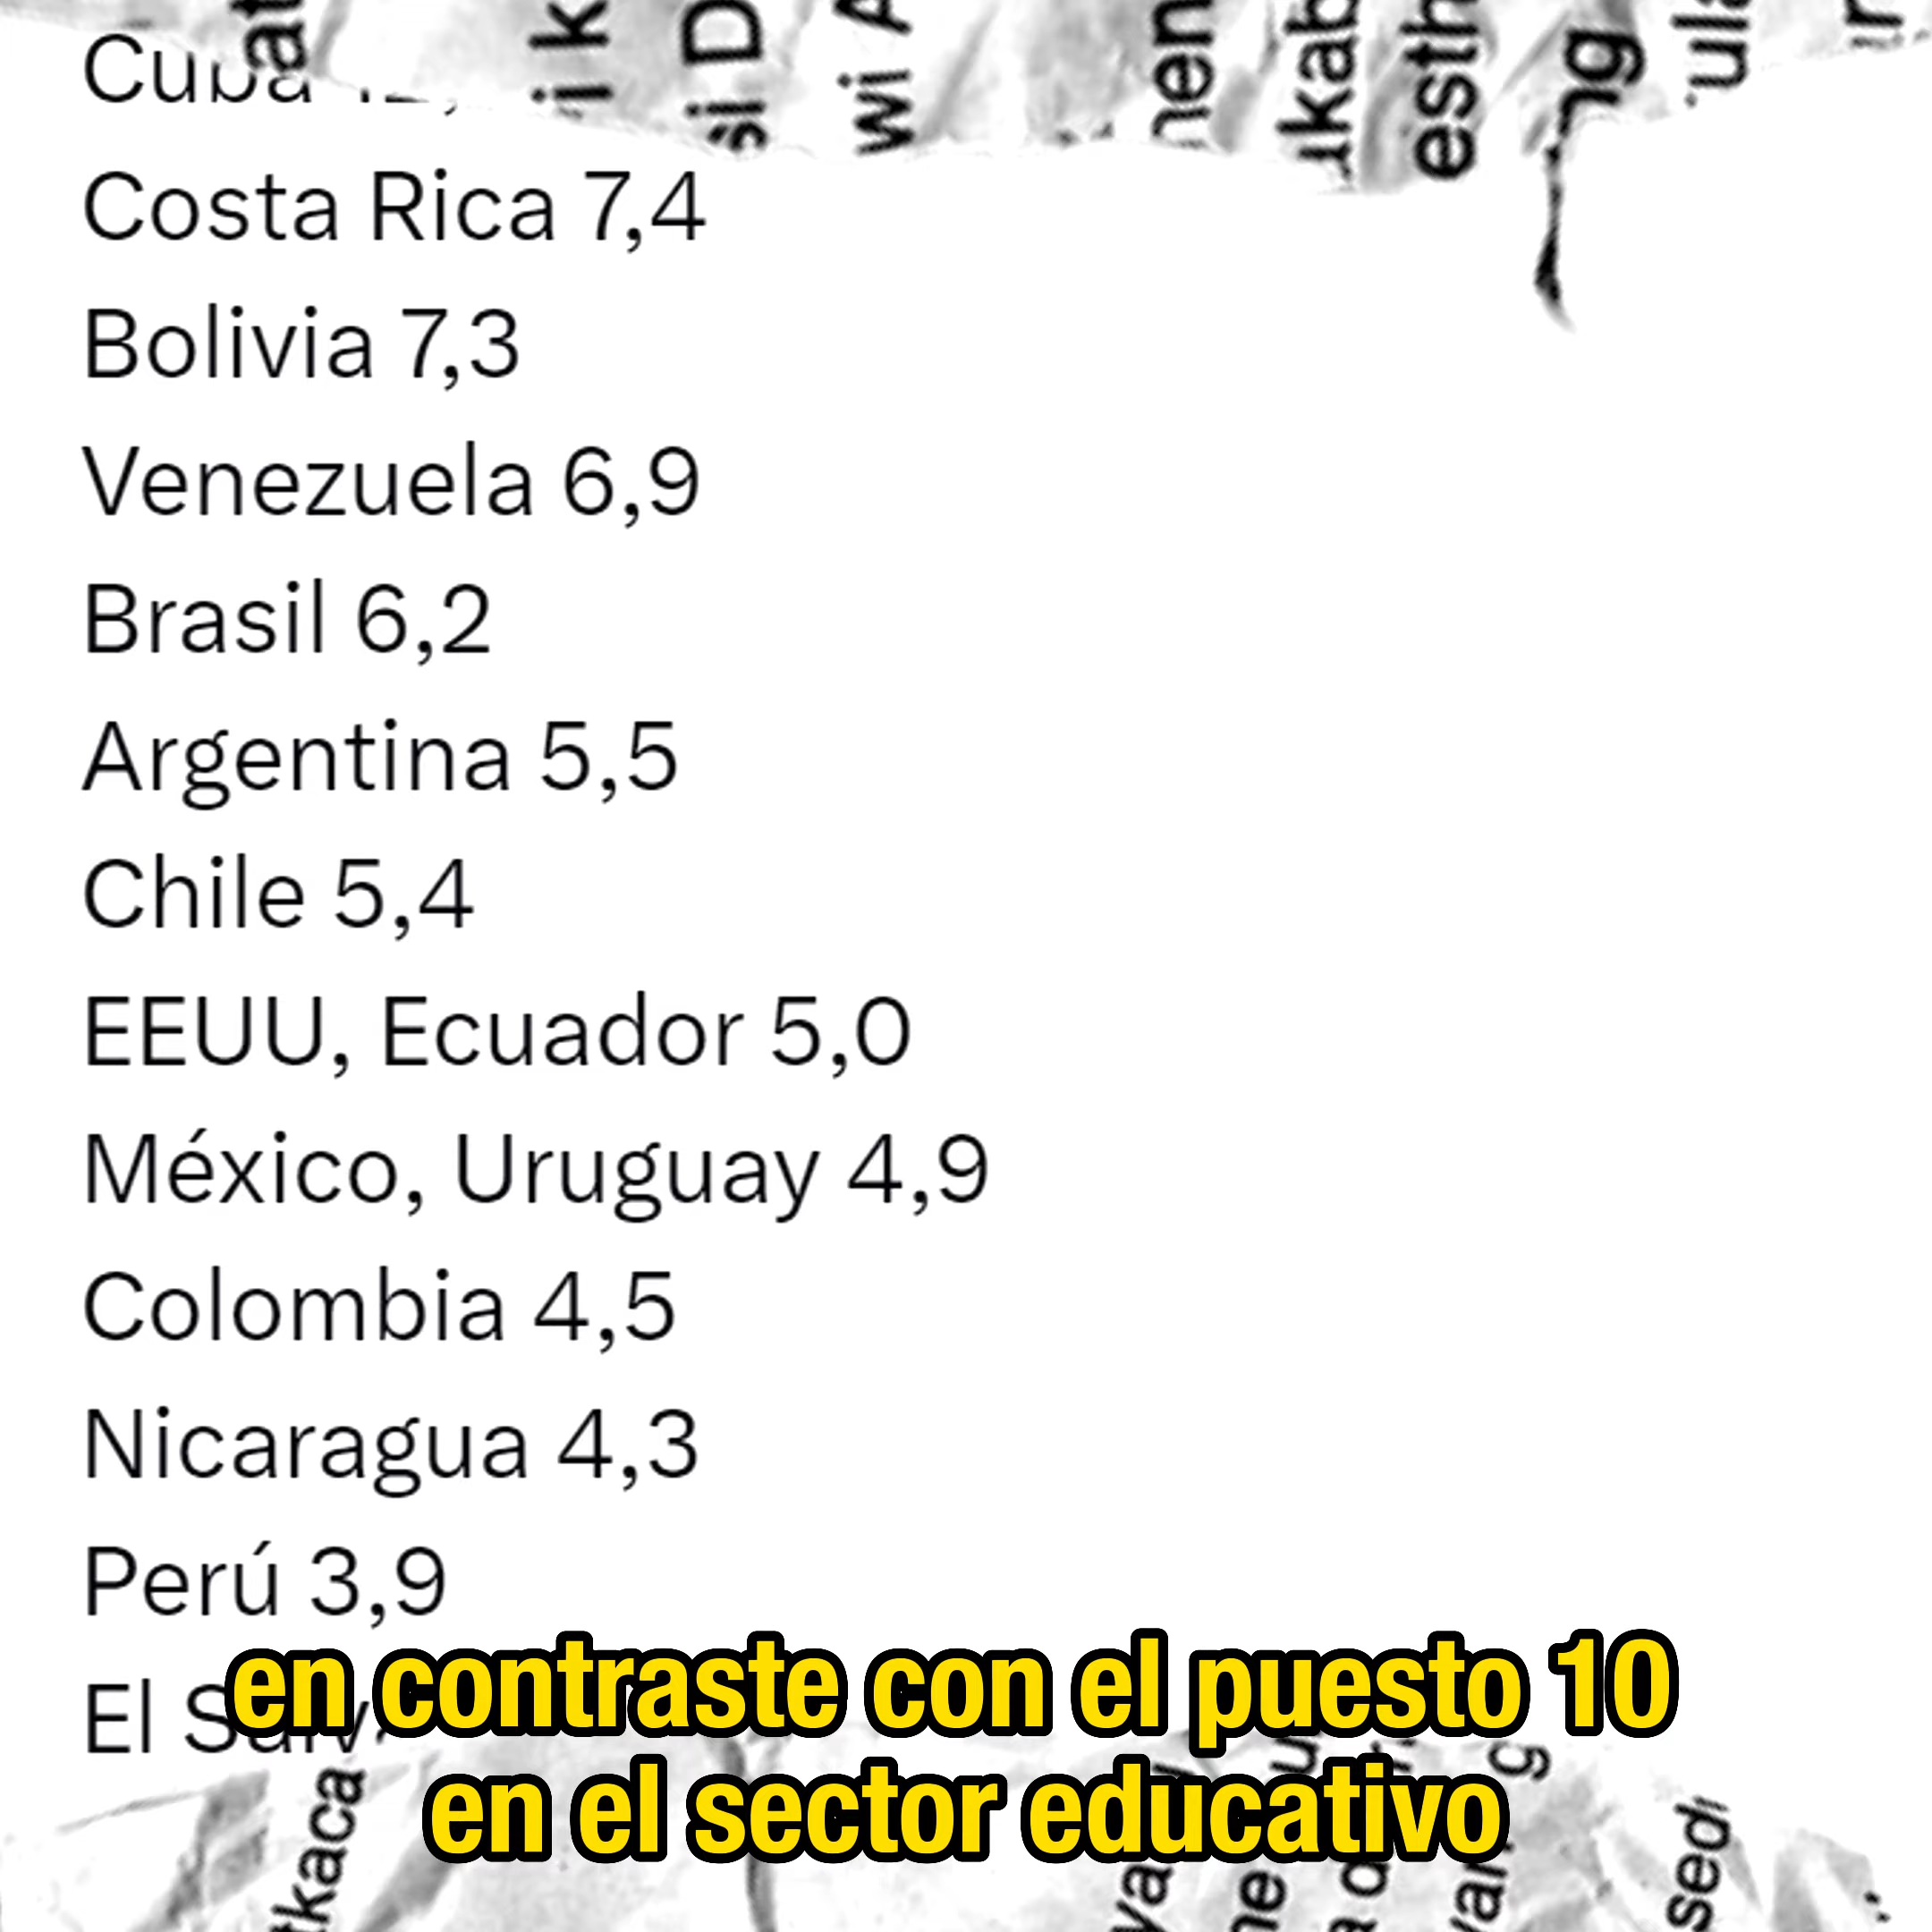 Cuba
Costa Rica 7,4
Bolivia 7,3
Venezuela 6,9
Brasil 6,2
Argentina 5,5
Chile 5,4
EEUU, Ecuador 5,0
México, Uruguay 4,9
Colombia 4,5
Nicaragua 4,3
Perú 3,9
El
en contraste con el puesto 10
en el sector educativo